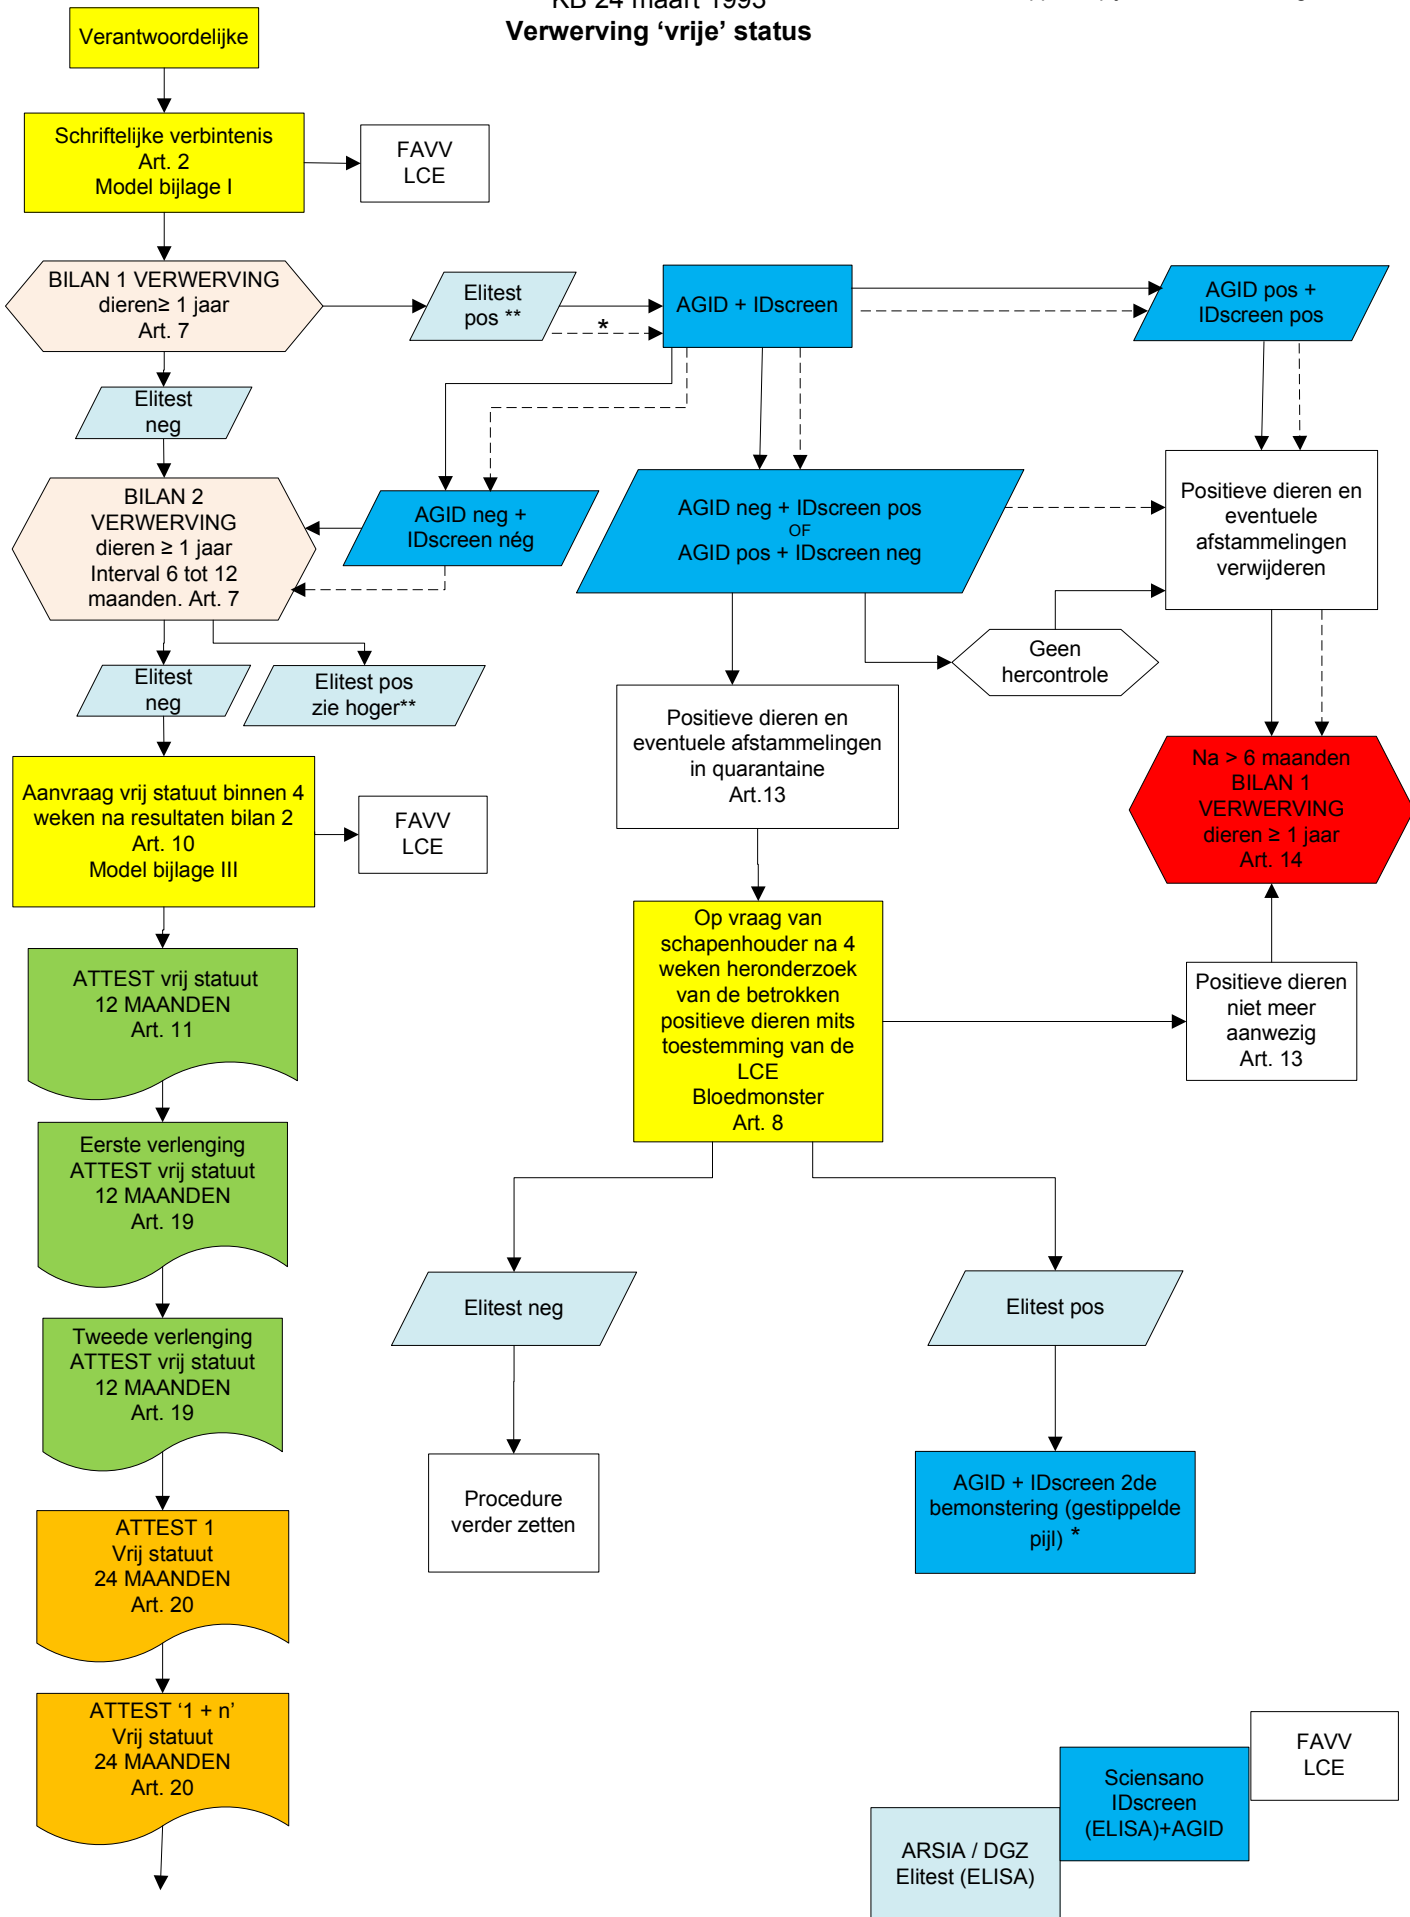 KB 24 maart 1993
Verwerving ‘vrije’ status
Verantwoordelijke
Schriftelijke verbintenis
Art. 2
Model bijlage I
FAVV
LCE
BILAN 1 VERWERVING
dieren≥ 1 jaar
Art. 7
Elitest
pos **
*
AGID + IDscreen
AGID pos +
IDscreen pos
Elitest
neg
BILAN 2
VERWERVING
dieren ≥ 1 jaar
Interval 6 tot 12
maanden. Art. 7
AGID neg +
IDscreen nég
AGID neg + IDscreen pos
OF
AGID pos + IDscreen neg
Positieve dieren en
eventuele
afstammelingen
verwijderen
Geen
hercontrole
Elitest
neg
Elitest pos
zie hoger**
Positieve dieren en
eventuele afstammelingen
in quarantaine
Art.13
Na > 6 maanden
BILAN 1
VERWERVING
dieren ≥ 1 jaar
Art. 14
Aanvraag vrij statuut binnen 4
weken na resultaten bilan 2
Art. 10
Model bijlage III
FAVV
LCE
Op vraag van
schapenhouder na 4
weken heronderzoek
van de betrokken
positieve dieren mits
toestemming van de
LCE
Bloedmonster
Art. 8
Positieve dieren
niet meer
aanwezig
Art. 13
ATTEST vrij statuut
12 MAANDEN
Art. 11
Eerste verlenging
ATTEST vrij statuut
12 MAANDEN
Art. 19
Elitest neg
Elitest pos
Tweede verlenging
ATTEST vrij statuut
12 MAANDEN
Art. 19
Procedure
verder zetten
AGID + IDscreen 2de
bemonstering (gestippelde
pijl) *
ATTEST 1
Vrij statuut
24 MAANDEN
Art. 20
ATTEST ‘1 + n’
Vrij statuut
24 MAANDEN
Art. 20
FAVV
LCE
Sciensano
IDscreen
(ELISA)+AGID
ARSIA / DGZ
Elitest (ELISA)